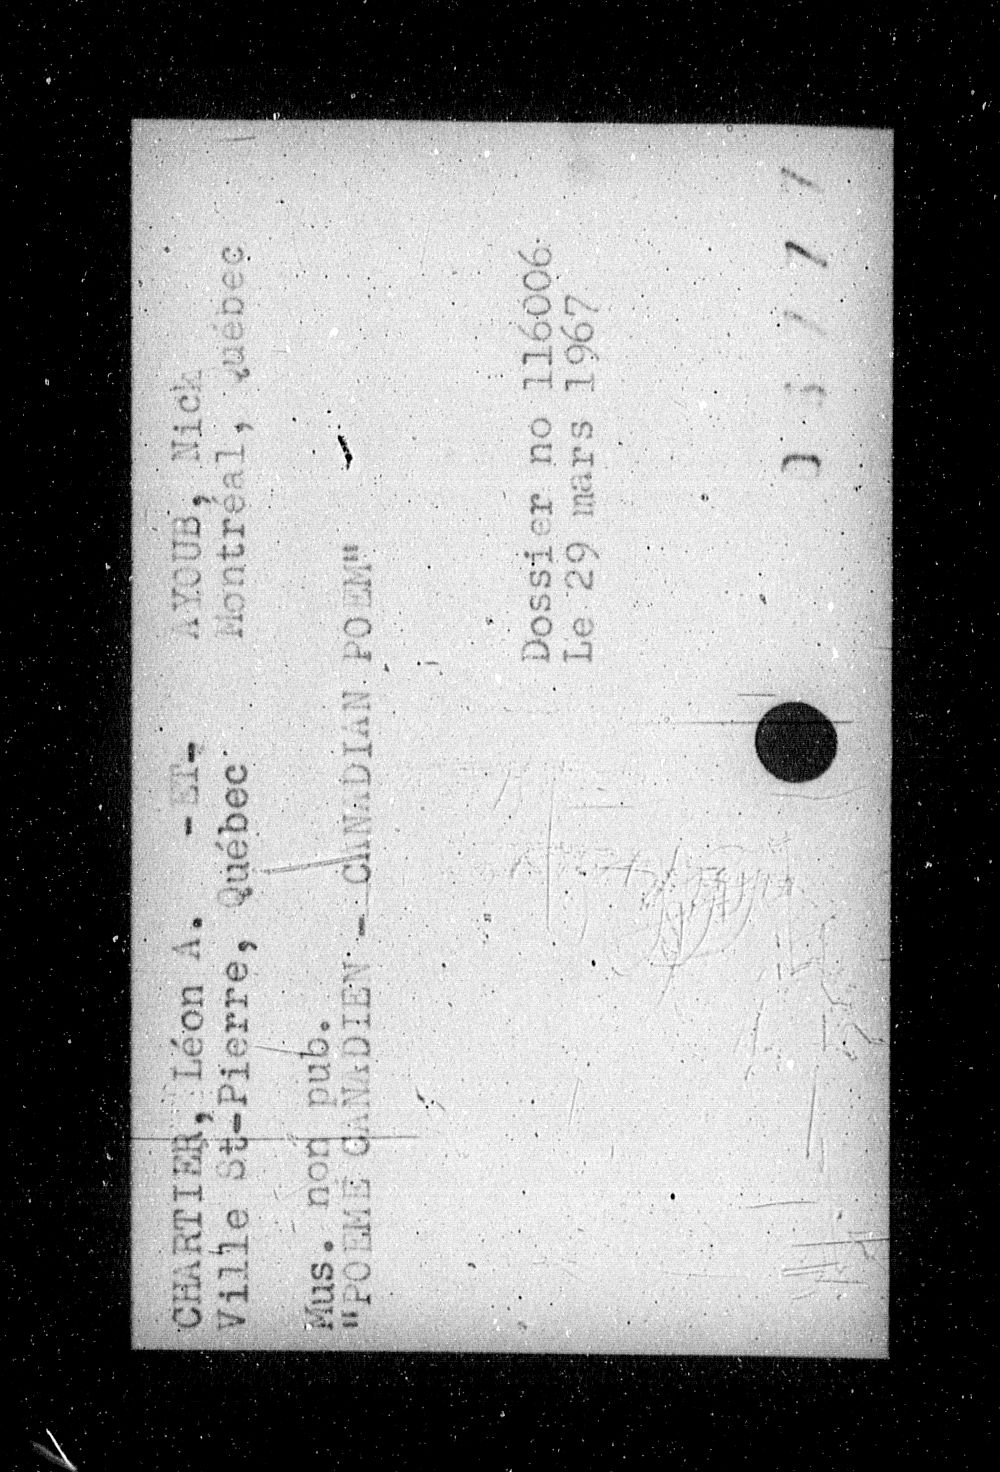 CHARTIER, Léon A. -ET- AYOUB, Nick
Ville St-Pierre, Québec Montréal, Québec
Mus. non pub.
"POEME CANADIEN - CANADIAN POEM"
Dossier no 116006
Le 29 mars 1967